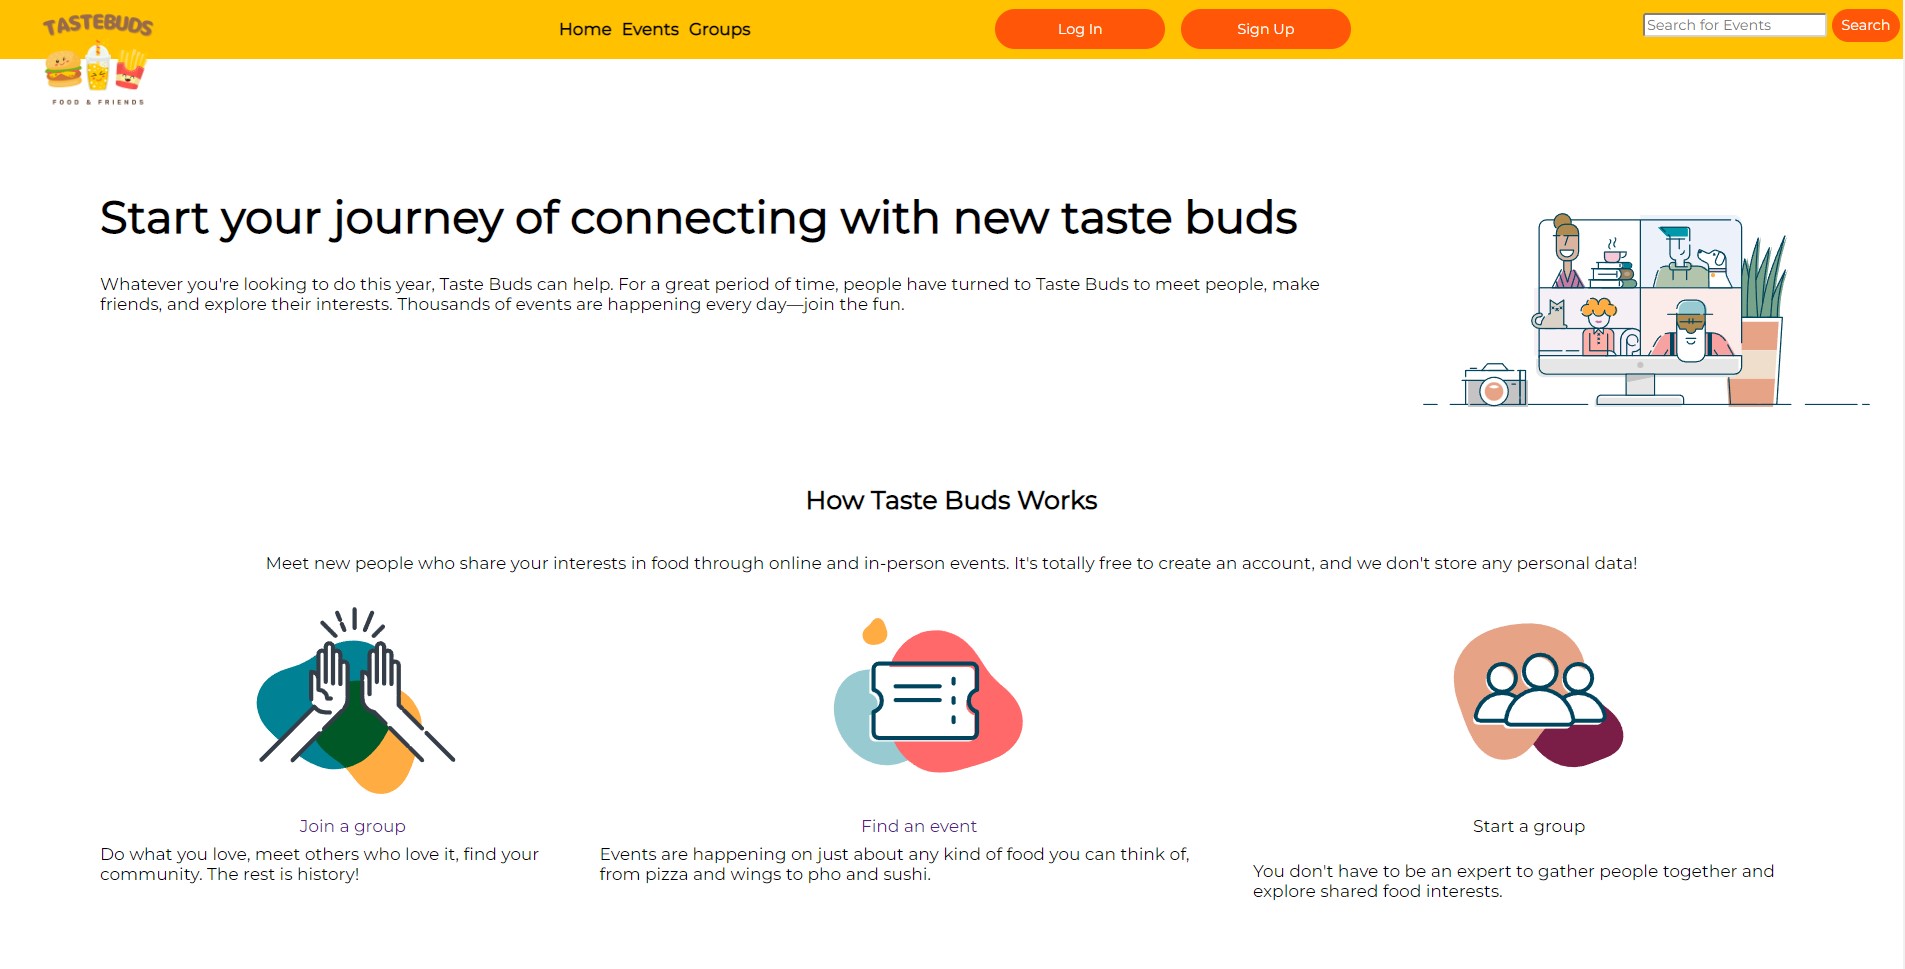 TASTEBUDS
FOOD & FRIENDS
Home Events Groups
Log In
Sign Up
Search for Events
Search
Start your journey of connecting with new taste buds
Whatever you're looking to do this year, Taste Buds can help. For a great period of time, people have turned to Taste Buds to meet people, make
friends, and explore their interests. Thousands of events are happening every day—join the fun.
How Taste Buds Works
Meet new people who share your interests in food through online and in-person events. It's totally free to create an account, and we don't store any personal data!
Join a group
Do what you love, meet others who love it, find your
community. The rest is history!
Find an event
Events are happening on just about any kind of food you can think of,
from pizza and wings to pho and sushi.
Start a group
You don't have to be an expert to gather people together and
explore shared food interests.